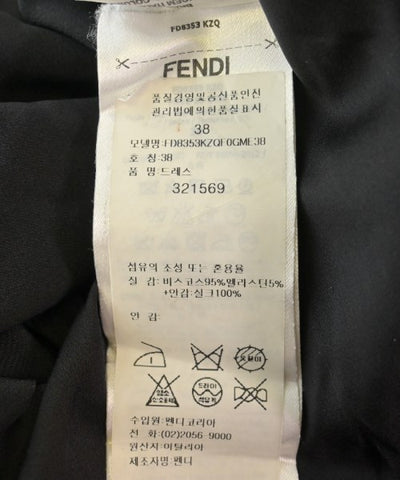 FD8353 KZQ
FENDI
품질경영및공산품안전
관리법에의한품질표시
38
모델명:FD8353KZQF0GME38
호 칭:38
품 명 드레스
321569
섬유의 조성 또는 혼용율
실 감: 비스코스95%엘리스틴5%
+안감:실크100%
안 감:
드라이
수입원:펜디코리아
전 화:(02)2056-9000
원산지:이탈리아
제조자명:펜디